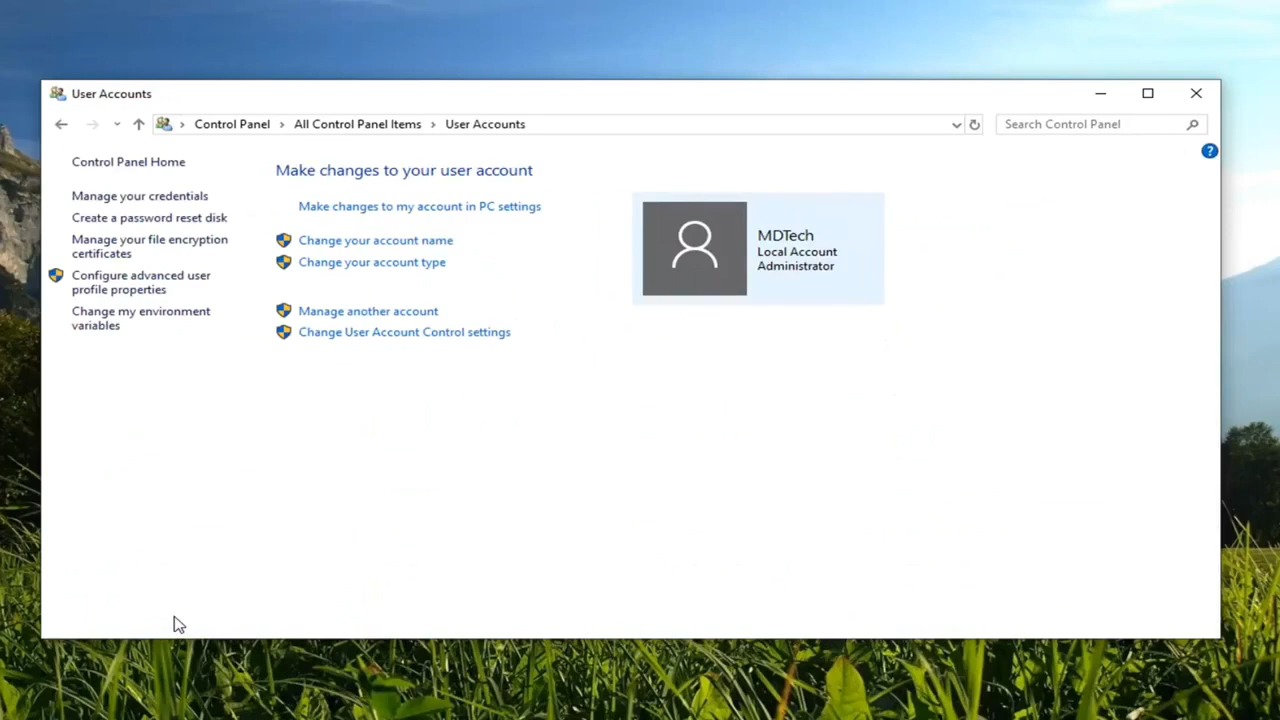 User Accounts
Control Panel
All Control Panel Items
User Accounts
Search Control Panel
?
Control Panel Home
Manage your credentials
Create a password reset disk
Manage your file encryption
certificates
Configure advanced user
profile properties
Change my environment
variables
Make changes to your user account
Make changes to my account in PC settings
Change your account name
Change your account type
Manage another account
Change User Account Control settings
MDTech
Local Account
Administrator